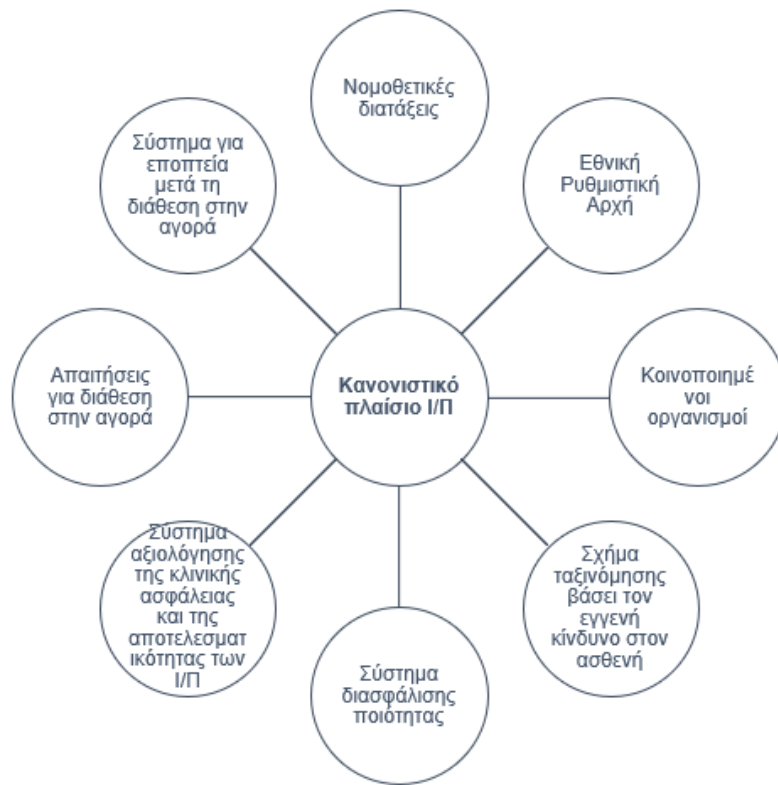 Νομοθετικές
διατάξεις
Εθνική
Ρυθμιστική
Αρχή
Κοινοποιημέ
νοι
οργανισμοί
Σχήμα
ταξινόμησης
βάσει τον
εγγενή
κίνδυνο στον
ασθενή
Σύστημα
διασφάλισης
ποιότητας
Σύστημα
αξιολόγησης
της κλινικής
ασφάλειας
και της
αποτελεσματ
ικότητας των
Ι/Π
Απαιτήσεις
για διάθεση
στην αγορά
Σύστημα για
εποπτεία
μετά τη
διάθεση στην
αγορά
Κανονιστικό
πλαίσιο Ι/Π